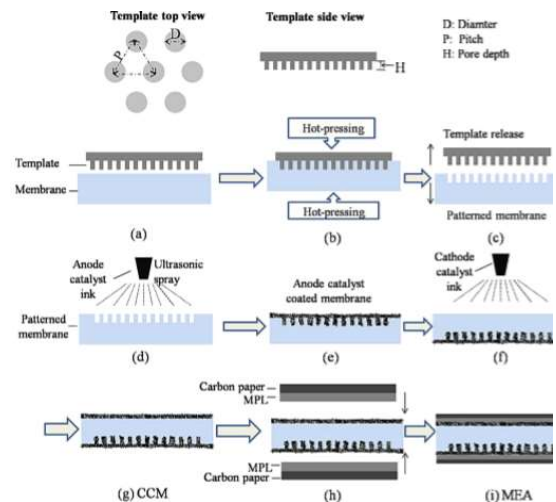 Template top view
Template side view
D: Diamter
P: Pitch
H: Pore depth
D
P
H
Template
Membrane
(a)
Hot-pressing
Hot-pressing
(b)
Template release
Patterned membrane
(c)
Anode
catalyst
ink
Ultrasonic
spray
Patterned
membrane
(d)
Anode catalyst
coated membrane
(e)
Cathode
catalyst
ink
(f)
(g) CCM
Carbon paper
MPL
MPL
Carbon paper
(h)
(i) MEA